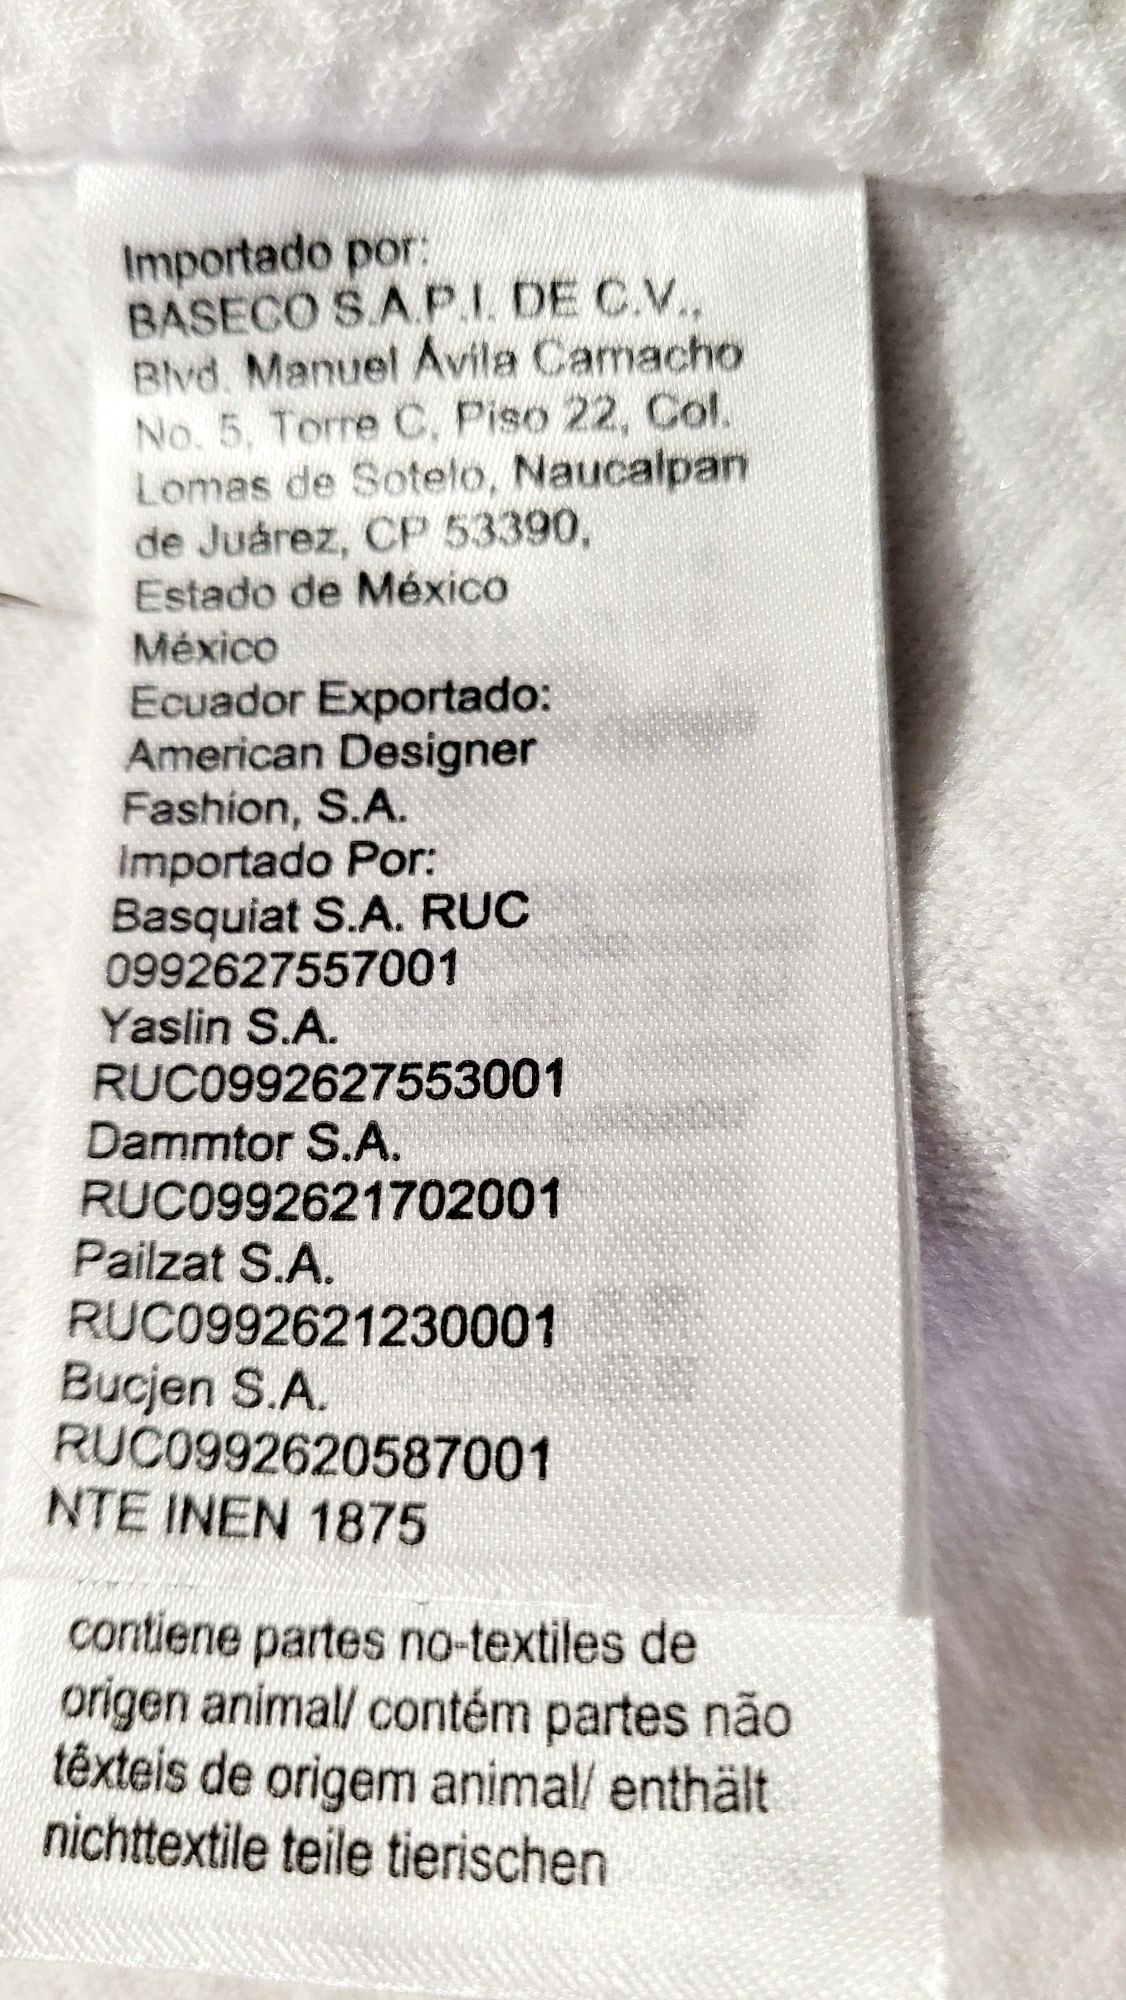 Importado por:
BASECO S.A.P.I. DE C.V.,
Blvd. Manuel Ávila Camacho
No. 5, Torre C, Piso 22, Col.
Lomas de Sotelo, Naucalpan
de Juárez, CP 53390,
Estado de México
México
Ecuador Exportado:
American Designer
Fashion, S.A.
Importado Por:
Basquiat S.A. RUC
0992627557001
Yaslin S.A.
RUC0992627553001
Dammtor S.A.
RUC0992621702001
Pailzat S.A.
RUC0992621230001
Bucjen S.A.
RUC0992620587001
NTE INEN 1875
contiene partes no-textiles de
origen animal/ contém partes não
têxteis de origem animal/ enthält
nichttextile teile tierischen